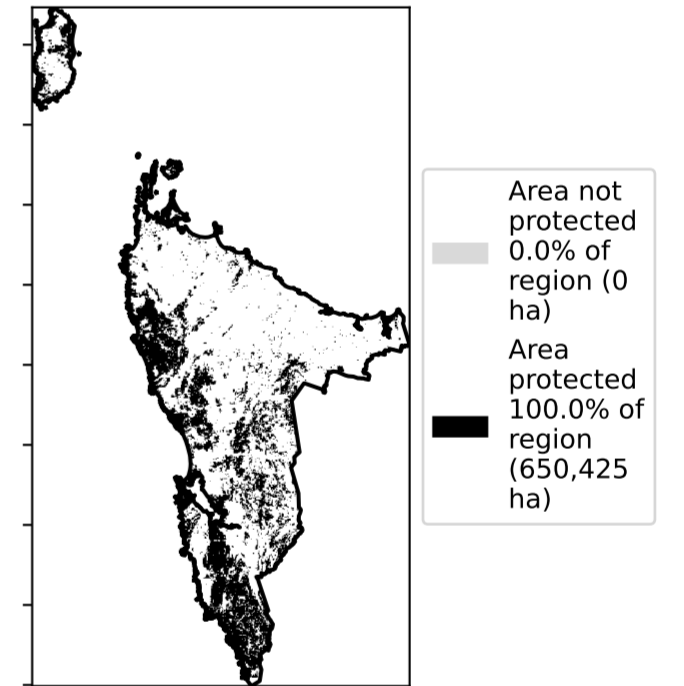 Area not
protected
0.0% of
region (0
ha)
Area
protected
100.0% of
region
(650,425
ha)